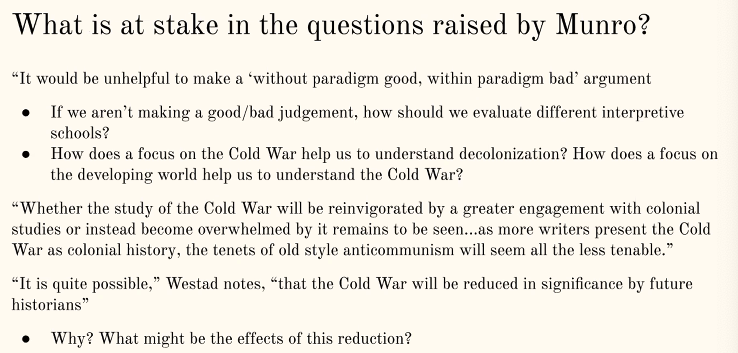 What is at stake in the questions raised by Munro?
“It would be unhelpful to make a ‘without paradigm good, within paradigm bad’ argument
● If we aren’t making a good/bad judgement, how should we evaluate different interpretive
schools?
● How does a focus on the Cold War help us to understand decolonization? How does a focus on
the developing world help us to understand the Cold War?
“Whether the study of the Cold War will be reinvigorated by a greater engagement with colonial
studies or instead become overwhelmed by it remains to be seen...as more writers present the Cold
War as colonial history, the tenets of old style anticommunism will seem all the less tenable.”
“It is quite possible,” Westad notes, “that the Cold War will be reduced in significance by future
historians”
● Why? What might be the effects of this reduction?